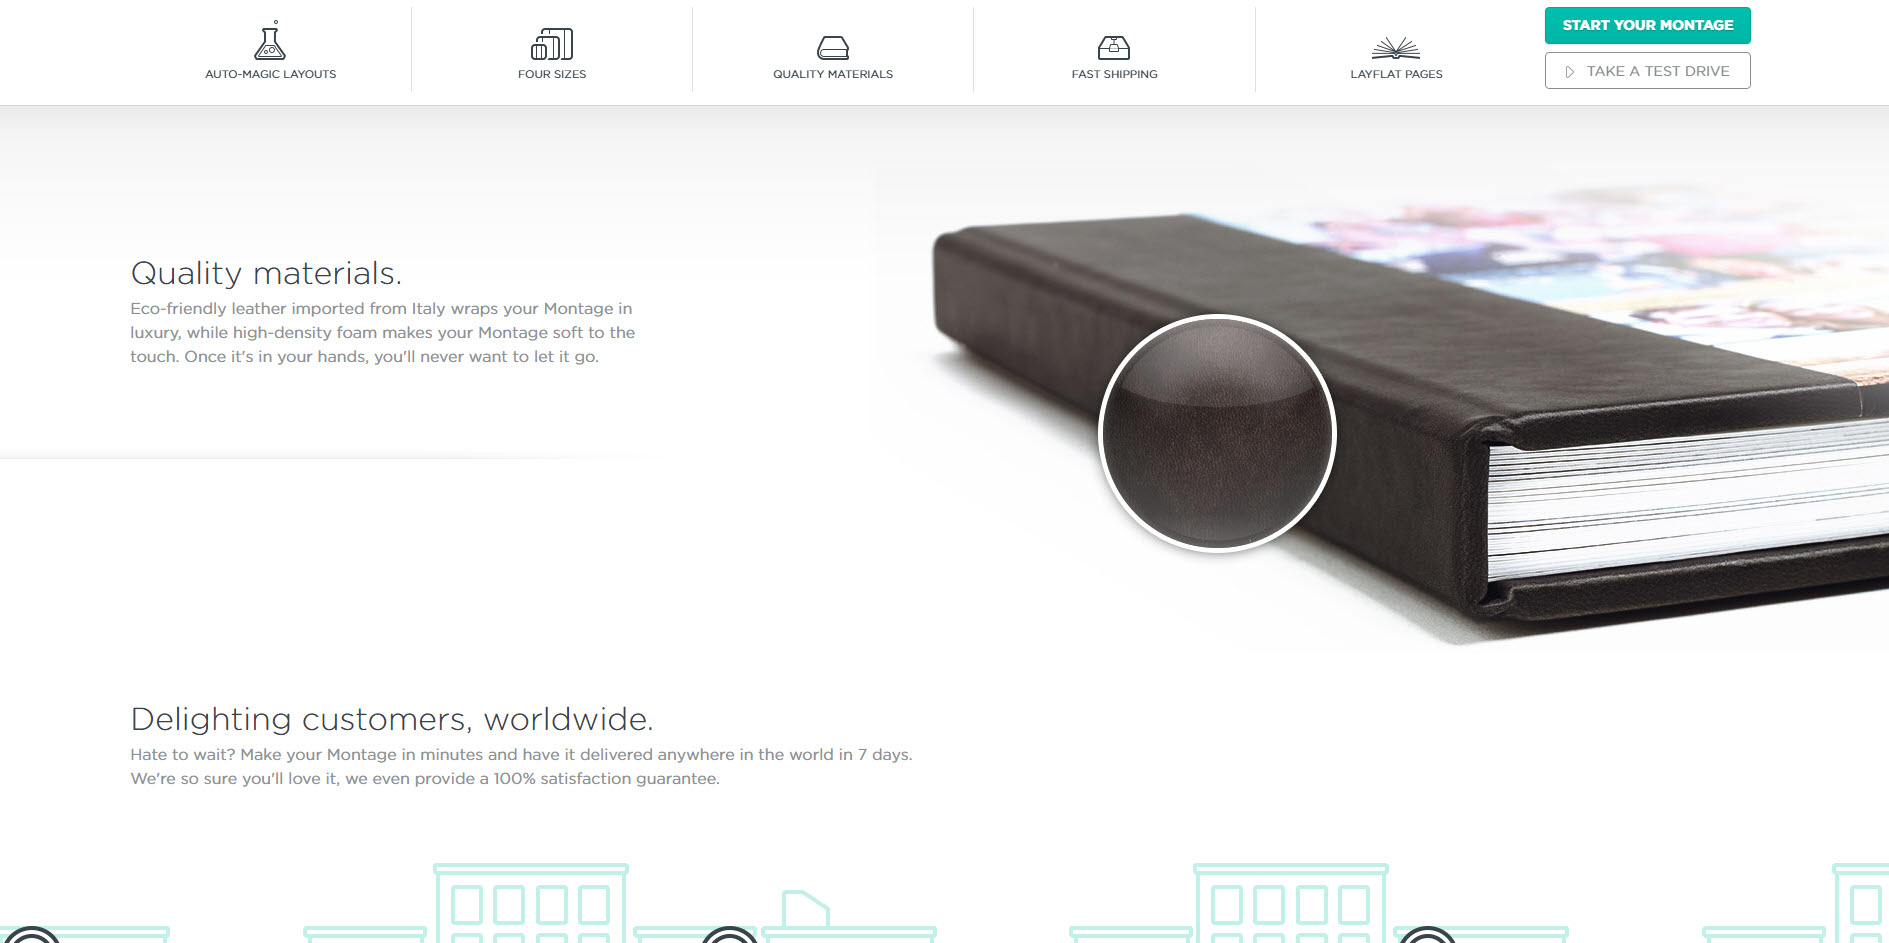 AUTO-MAGIC LAYOUTS
FOUR SIZES
QUALITY MATERIALS
FAST SHIPPING
LAYFLAT PAGES
START YOUR MONTAGE
TAKE A TEST DRIVE
Quality materials.
Eco-friendly leather imported from Italy wraps your Montage in
luxury, while high-density foam makes your Montage soft to the
touch. Once it's in your hands, you'll never want to let it go.
Delighting customers, worldwide.
Hate to wait? Make your Montage in minutes and have it delivered anywhere in the world in 7 days.
We're so sure you'll love it, we even provide a 100% satisfaction guarantee.